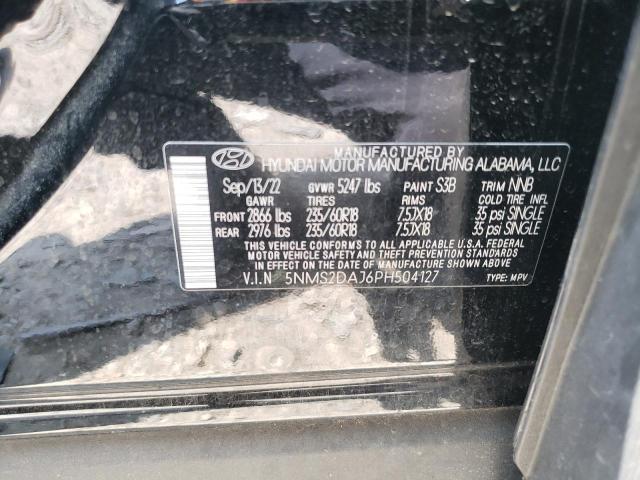 MANUFACTURED BY
HYUNDAI MOTOR MANUFACTURING ALABAMA, LLC
Sep/13/22 GVWR 5247 lbs PAINT S3B TRIM NNB
GAWR TIRES RIMS COLD TIRE INFL
FRONT 2866 lbs 235/60R18 7.5JX18 35 psi SINGLE
REAR 2976 lbs 235/60R18 7.5JX18 35 psi SINGLE
THIS VEHICLE CONFORMS TO ALL APPLICABLE U.S.A. FEDERAL
MOTOR VEHICLE SAFETY AND THEFT PREVENTION STANDARDS
IN EFFECT ON THE DATE OF MANUFACTURE SHOWN ABOVE.
V.I.N 5NMS2DAJ6PH504127 TYPE: MPV